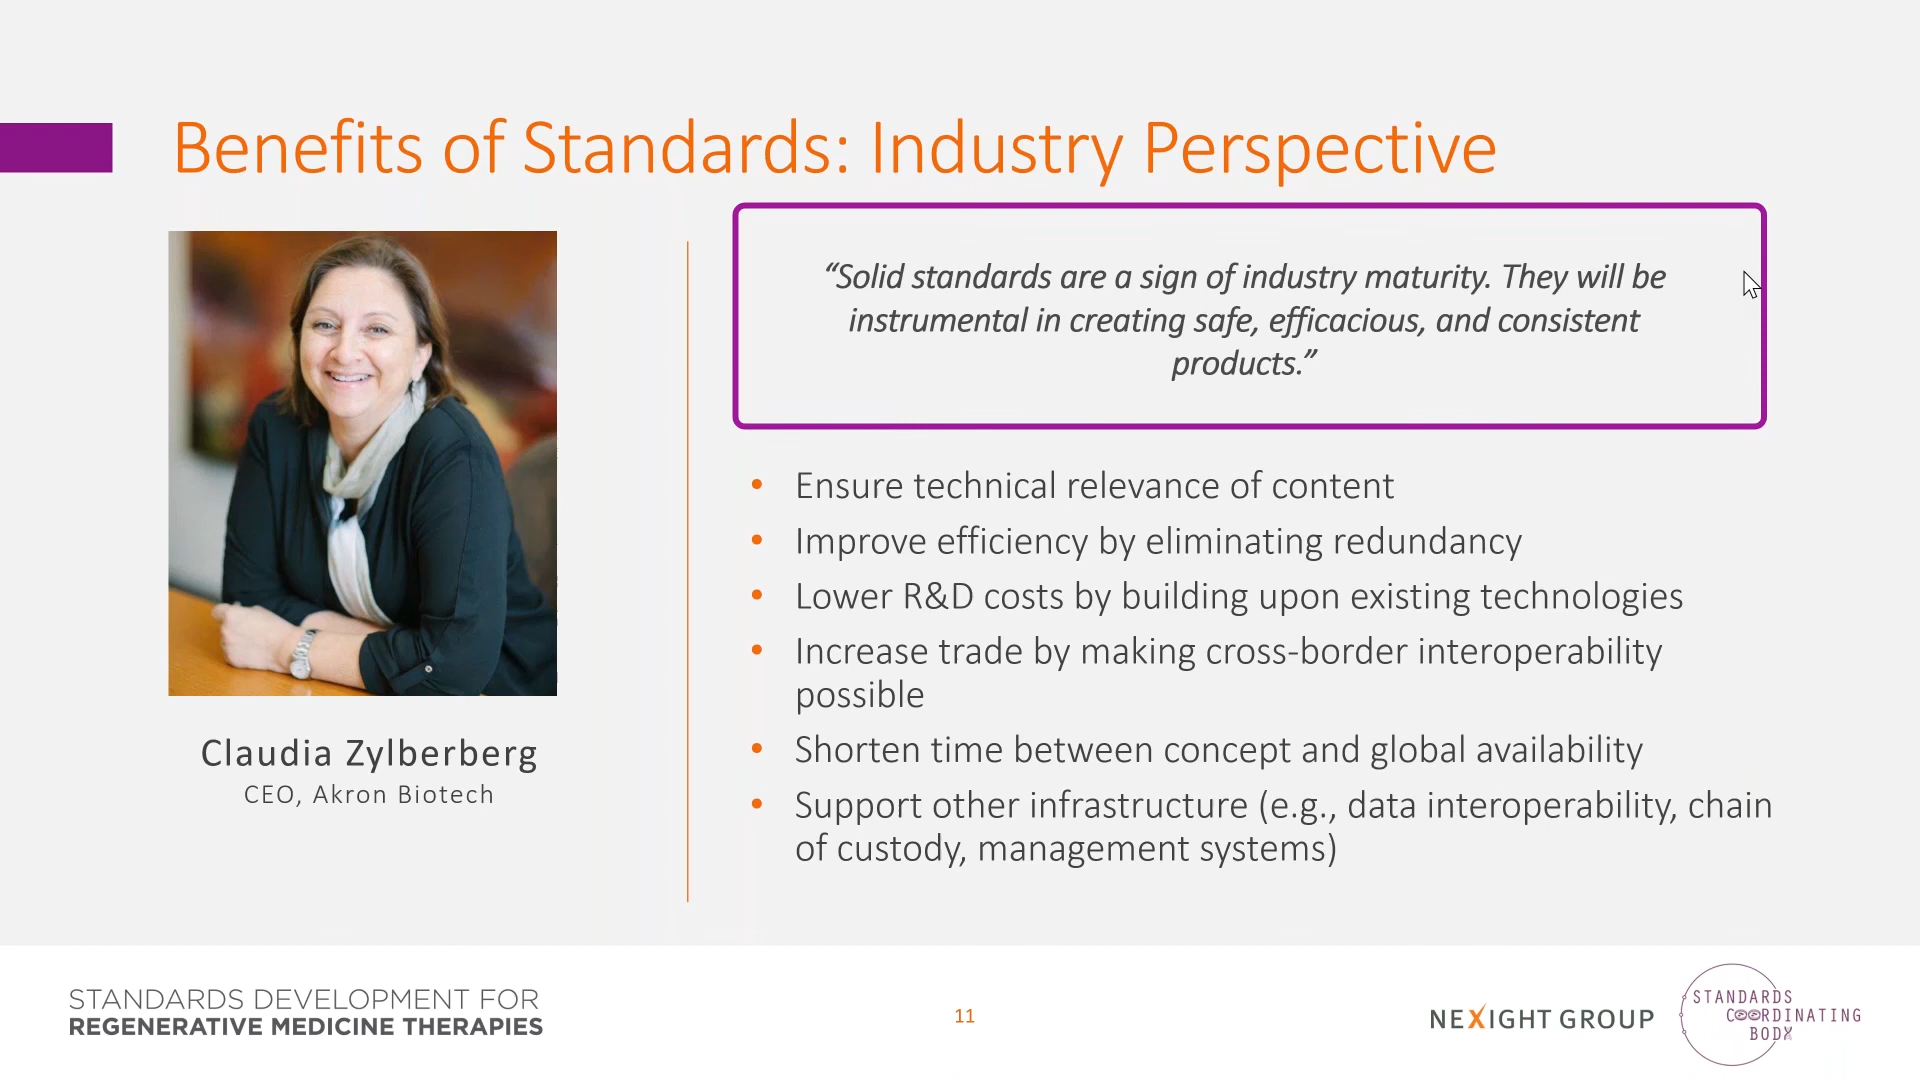 Benefits of Standards: Industry Perspective
“Solid standards are a sign of industry maturity. They will be
instrumental in creating safe, efficacious, and consistent
products.”
Claudia Zylberberg
CEO, Akron Biotech
• Ensure technical relevance of content
• Improve efficiency by eliminating redundancy
• Lower R&D costs by building upon existing technologies
• Increase trade by making cross-border interoperability
possible
• Shorten time between concept and global availability
• Support other infrastructure (e.g., data interoperability, chain
of custody, management systems)
STANDARDS DEVELOPMENT FOR
REGENERATIVE MEDICINE THERAPIES
11
NEXIGHT GROUP
STANDARDS
COORDINATING
BODY